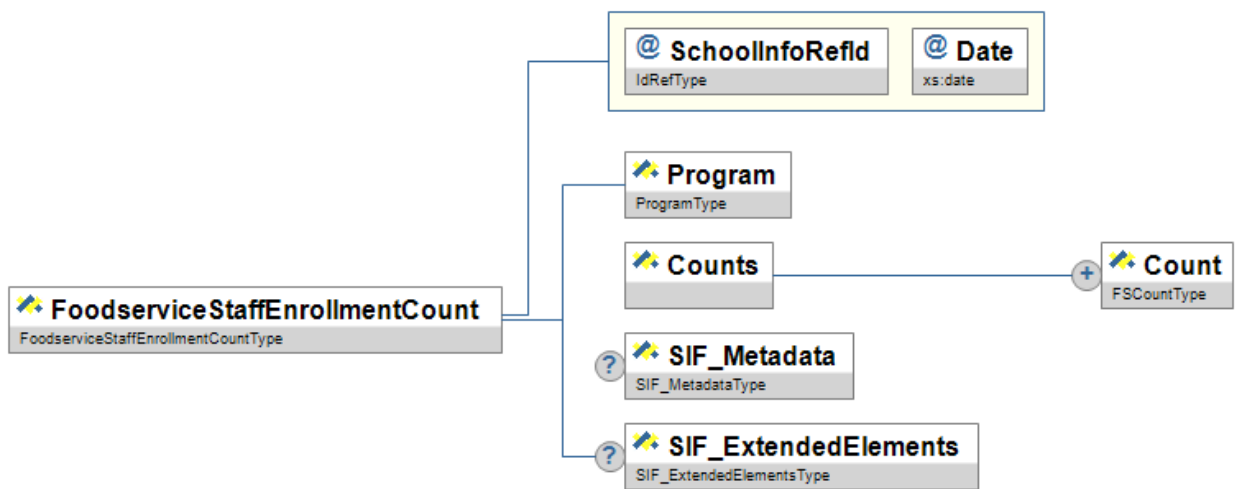 @ SchoolInfoRefId
IdRefType
@ Date
xs:date
Program
ProgramType
Counts
+ Count
FSCountType
FoodserviceStaffEnrollmentCount
FoodserviceStaffEnrollmentCountType
? SIF_Metadata
SIF_MetadataType
? SIF_ExtendedElements
SIF_ExtendedElementsType